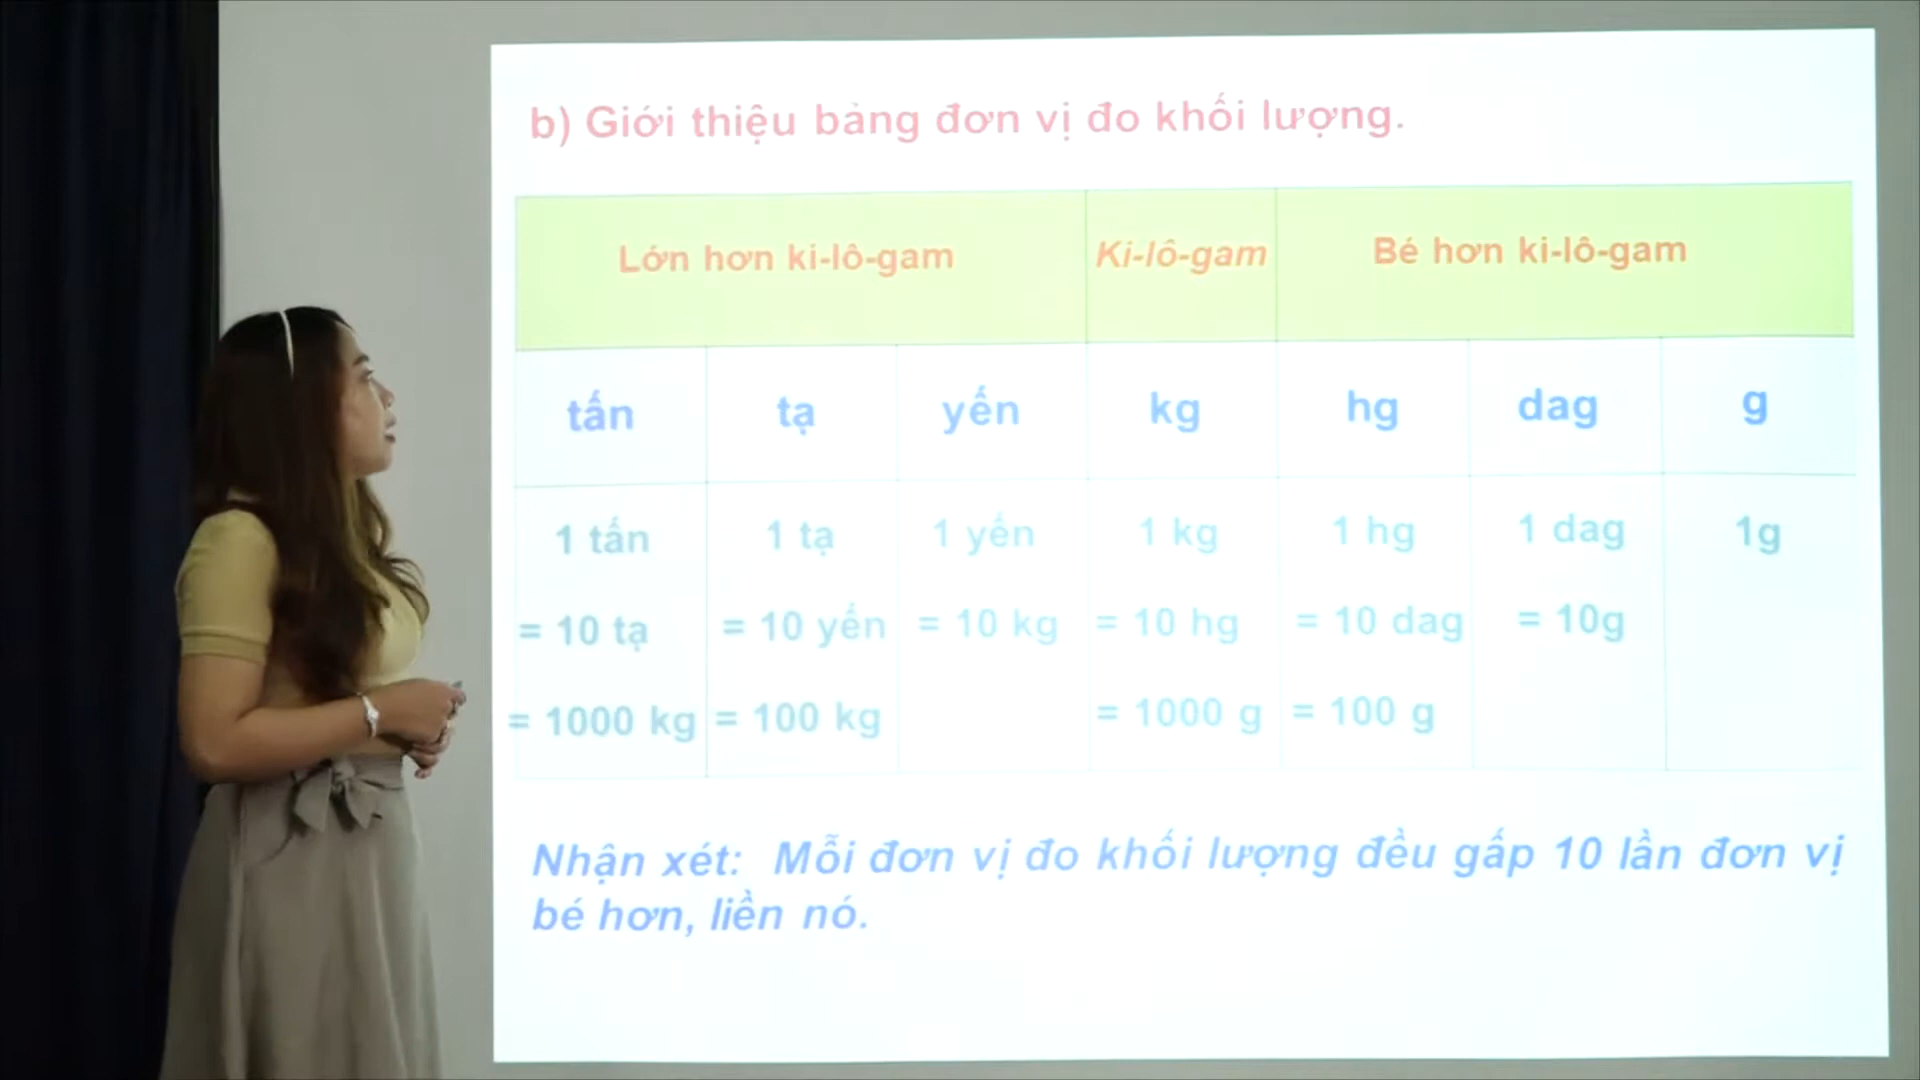 b) Giới thiệu bảng đơn vị đo khối lượng.
Lớn hơn ki-lô-gam Ki-lô-gam Bé hơn ki-lô-gam
tấn tạ yến kg hg dag g
1 tấn 1 tạ 1 yến 1 kg 1 hg 1 dag 1g
= 10 tạ = 10 yến = 10 kg = 10 hg = 10 dag = 10g
= 1000 kg = 100 kg = 1000 g = 100 g
Nhận xét: Mỗi đơn vị đo khối lượng đều gấp 10 lần đơn vị
bé hơn, liền nó.